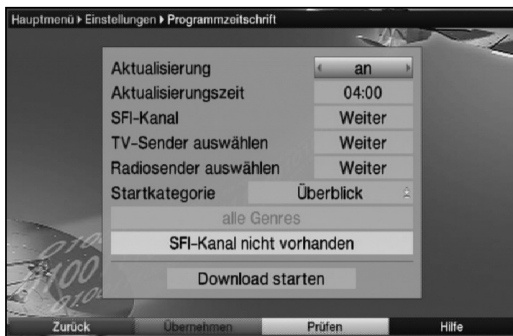 Hauptmenü ▸ Einstellungen ▸ Programmzeitschrift
Aktualisierung an
Aktualisierungszeit 04:00
SFI-Kanal Weiter
TV-Sender auswählen Weiter
Radiosender auswählen Weiter
Startkategorie Überblick
alle Genres
SFI-Kanal nicht vorhanden
Download starten
Zurück Übernehmen Prüfen Hilfe